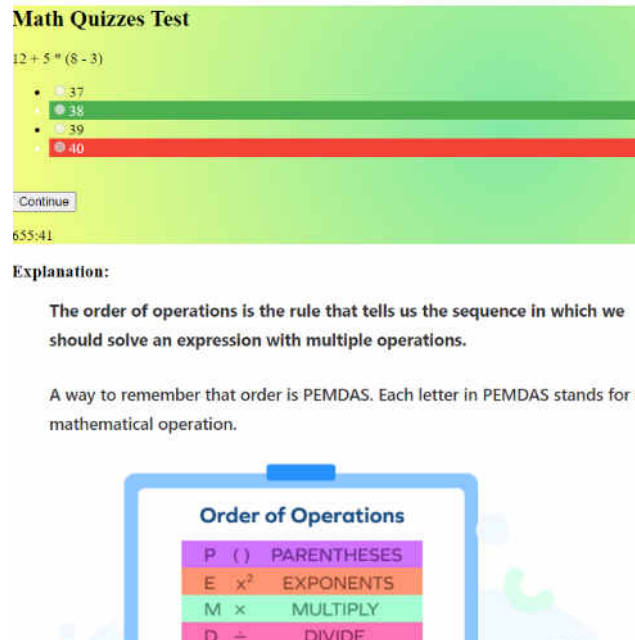 Math Quizzes Test
12 + 5 * (8 - 3)
37
38
39
40
Continue
655:41
Explanation:
The order of operations is the rule that tells us the sequence in which we
should solve an expression with multiple operations.
A way to remember that order is PEMDAS. Each letter in PEMDAS stands for
mathematical operation.
Order of Operations
P ( ) PARENTHESES
E x² EXPONENTS
M × MULTIPLY
D ÷ DIVIDE